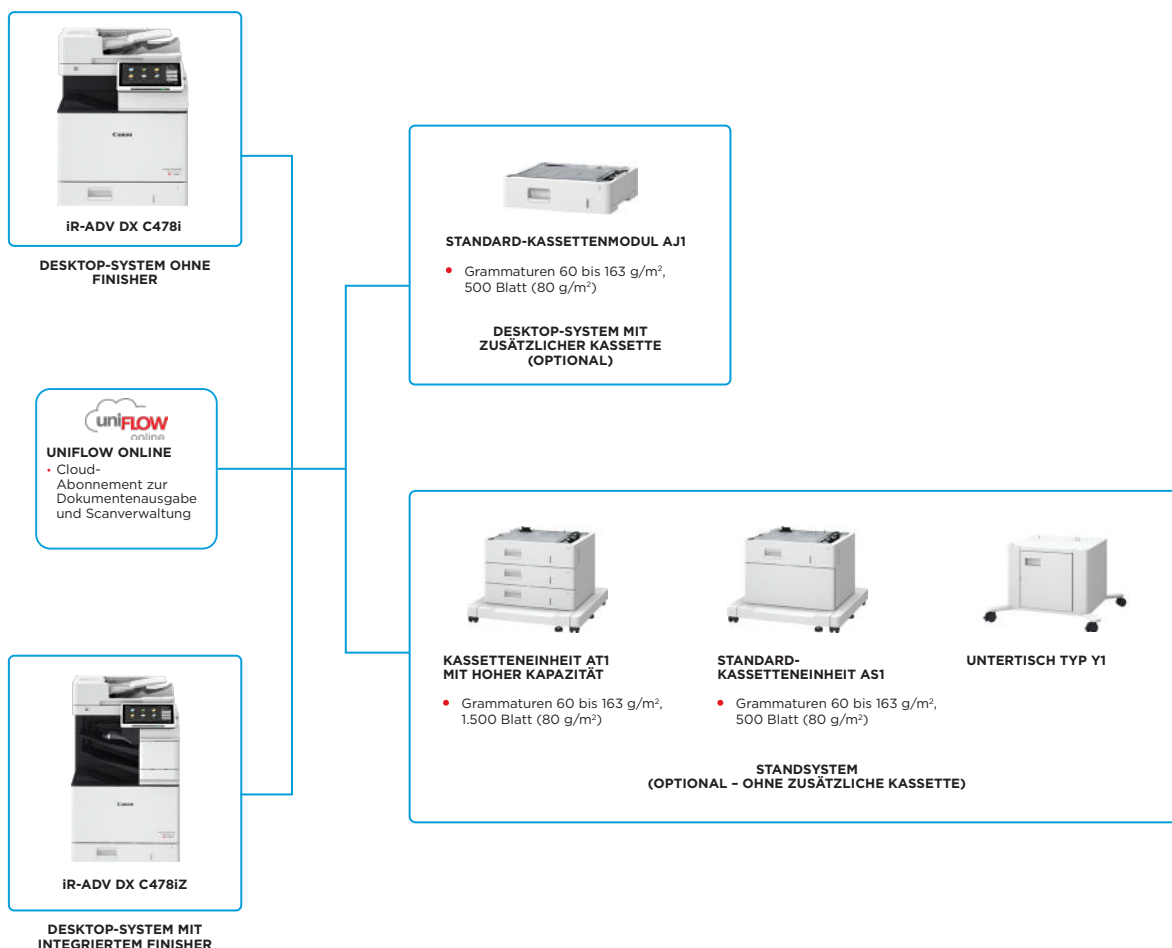 Canon
iR-ADV DX C478i
DESKTOP-SYSTEM OHNE
FINISHER
uniFLOW
online
UNIFLOW ONLINE
• Cloud-
Abonnement zur
Dokumentenausgabe
und Scanverwaltung
Canon
iR-ADV DX C478iZ
DESKTOP-SYSTEM MIT
INTEGRIERTEM FINISHER
STANDARD-KASSETTENMODUL AJ1
• Grammaturen 60 bis 163 g/m²,
500 Blatt (80 g/m²)
DESKTOP-SYSTEM MIT
ZUSÄTZLICHER KASSETTE
(OPTIONAL)
KASSETTENEINHEIT AT1
MIT HOHER KAPAZITÄT
• Grammaturen 60 bis 163 g/m²,
1.500 Blatt (80 g/m²)
STANDARD-
KASSETTENEINHEIT AS1
• Grammaturen 60 bis 163 g/m²,
500 Blatt (80 g/m²)
UNTERTISCH TYP Y1
STANDSYSTEM
(OPTIONAL – OHNE ZUSÄTZLICHE KASSETTE)